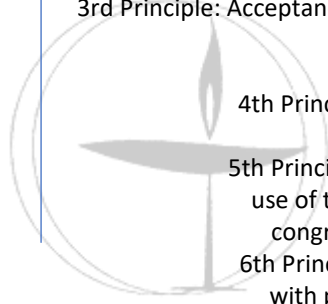 3rd Principle: Acceptan
4th Princ
5th Princi
use of t
congr
6th Princ
with p